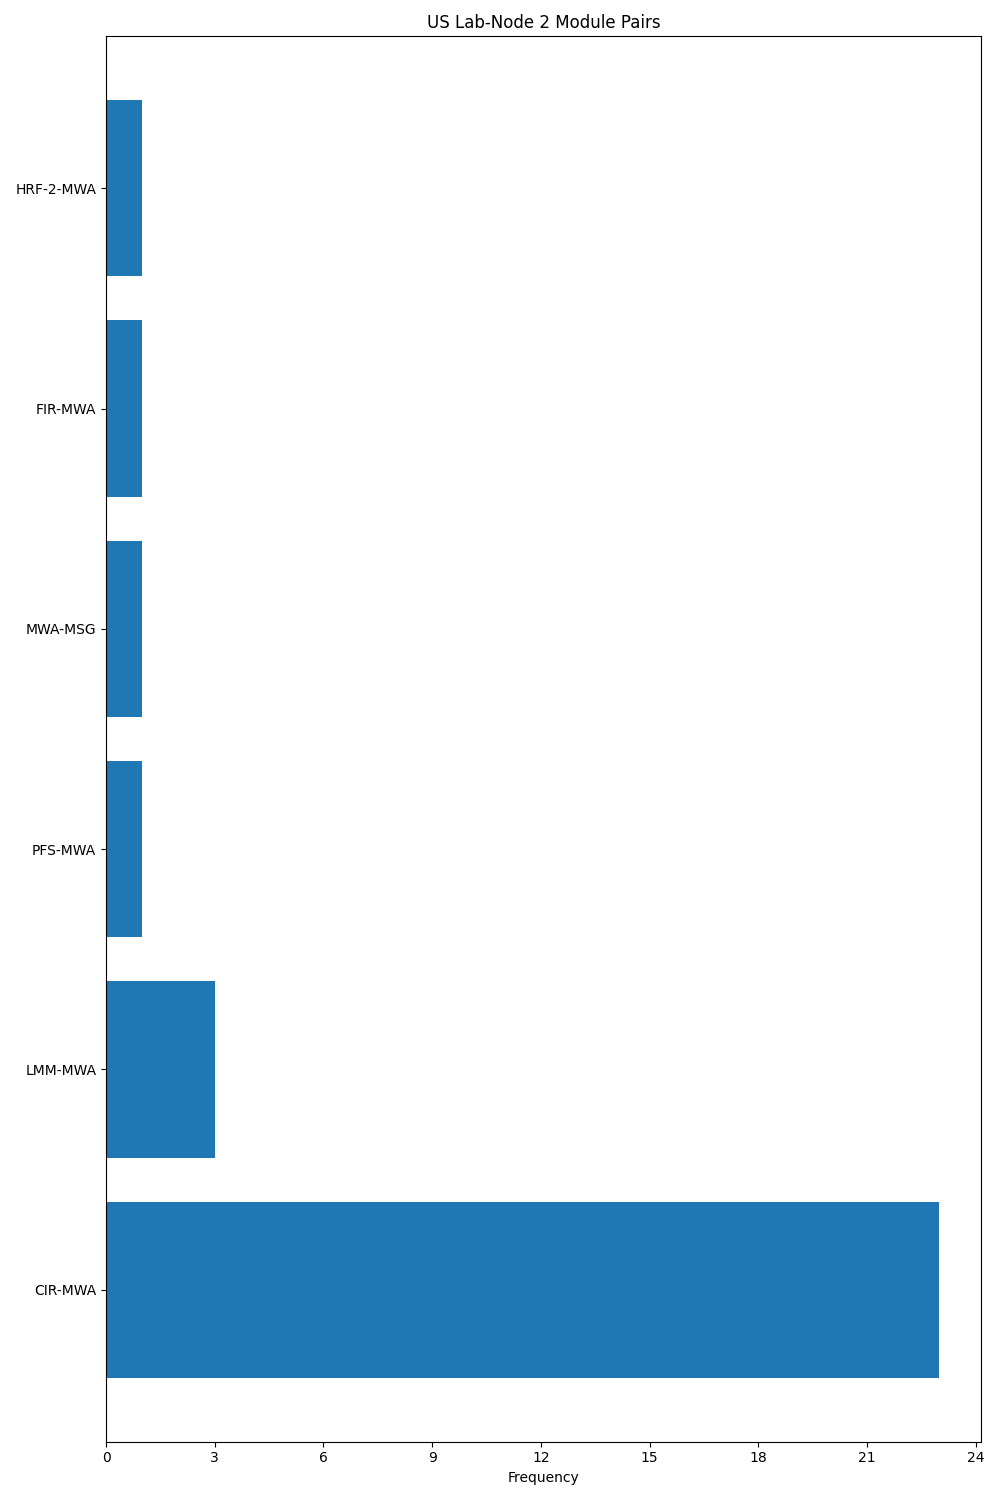 US Lab-Node 2 Module Pairs
HRF-2-MWA
FIR-MWA
MWA-MSG
PFS-MWA
LMM-MWA
CIR-MWA
0 3 6 9 12 15 18 21 24
Frequency